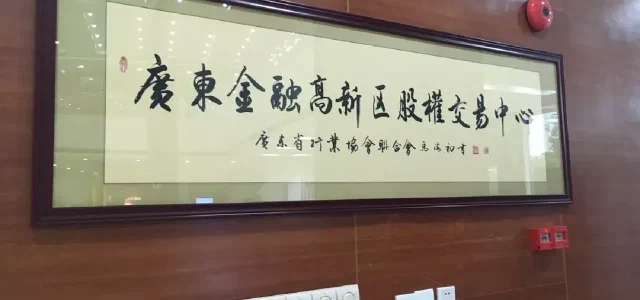 廣東金融高新区股權交易中心
廣东省行業協會联合會